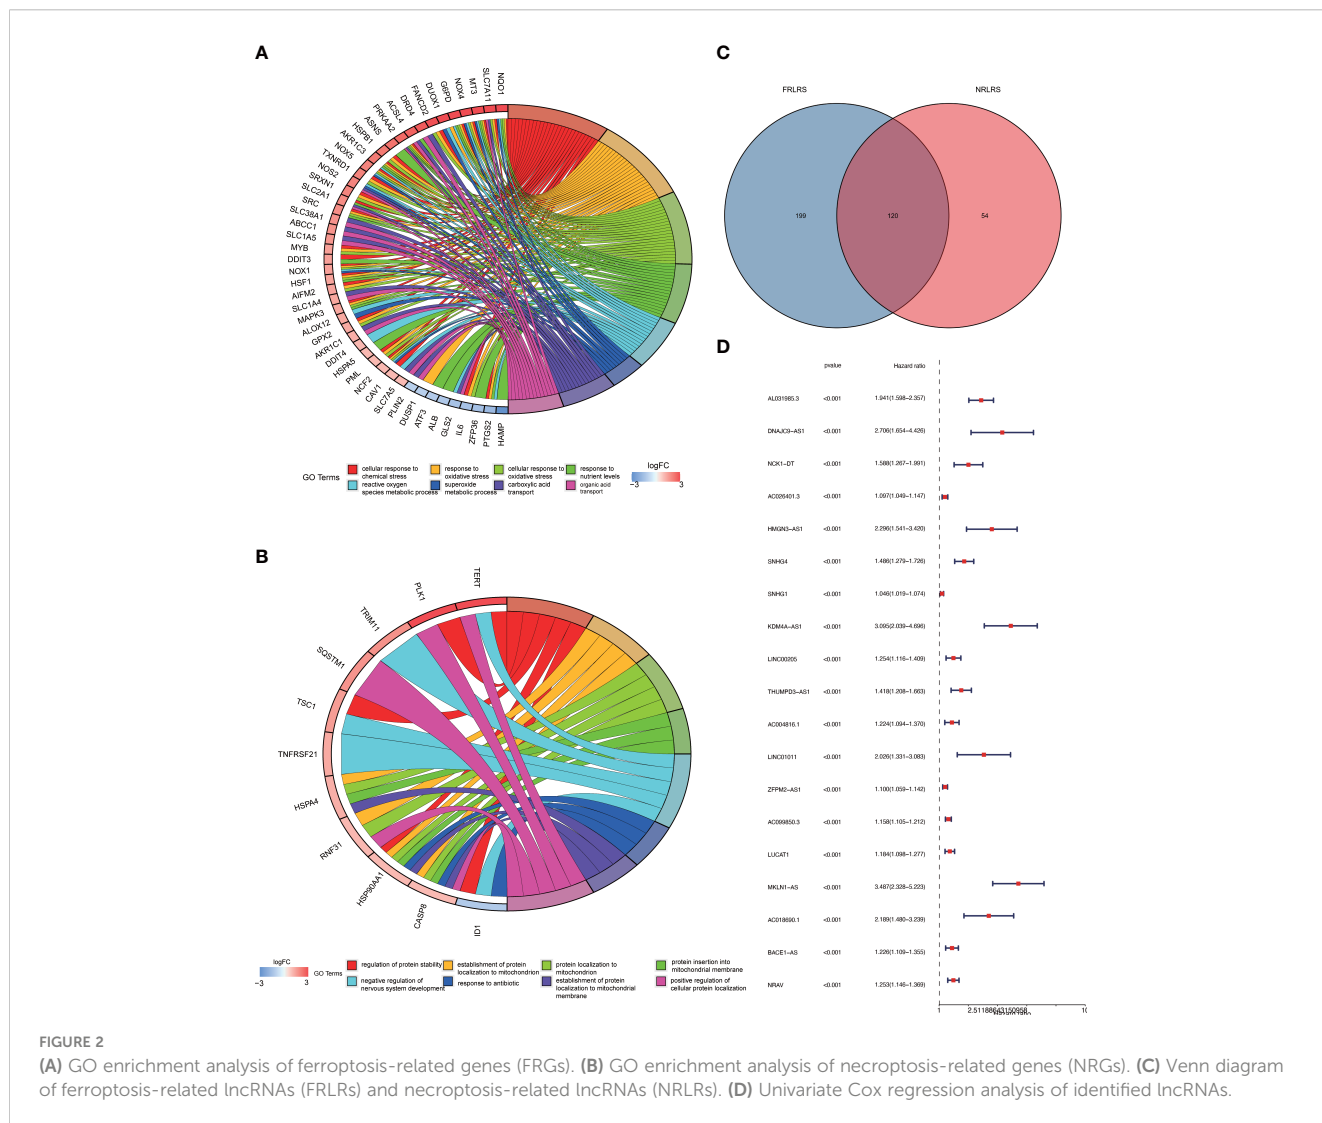 A
NQO1
SLC7A11
MT3
NOX4
G6PD
DUOX1
FANCD2
DRD4
ACSL4
PRKAA2
ASNS
HSPB1
AKR1C3
NOX5
TXNRD1
NOS2
SRXN1
SLC2A1
SRC
SLC38A1
ABCC1
SLC1A5
MYB
DDIT3
NOX1
HSF1
AIFM2
SLC1A4
MAPK3
ALOX12
GPX2
AKR1C1
DDIT4
HSPA5
PML
NCF2
CAV1
SLC7A5
PLIN2
DUSP1
ATF3
ALB
GLS2
IL6
ZFP36
PTGS2
HAMP
GO Terms
cellular response to
chemical stress
response to
oxidative stress
cellular response to
oxidative stress
response to
nutrient levels
reactive oxygen
species metabolic process
superoxide
metabolic process
carboxylic acid
transport
organic acid
transport
logFC
−3 3
B
TERT
PLK1
TRIM11
SQSTM1
TSC1
TNFRSF21
HSPA4
RNF31
HSP90AA1
CASP8
ID1
logFC
−3 3
GO Terms
regulation of protein stability
establishment of protein
localization to mitochondrion
protein localization to
mitochondrion
protein insertion into
mitochondrial membrane
negative regulation of
nervous system development
response to antibiotic
establishment of protein
localization to mitochondrial
membrane
positive regulation of
cellular protein localization
C
FRLRS NRLRS
199 120 54
D
pvalue Hazard ratio
AL031985.3 <0.001 1.941(1.598−2.357)
DNAJC9−AS1 <0.001 2.706(1.654−4.426)
NCK1−DT <0.001 1.588(1.267−1.991)
AC026401.3 <0.001 1.097(1.049−1.147)
HMGN3−AS1 <0.001 2.296(1.541−3.420)
SNHG4 <0.001 1.486(1.279−1.726)
SNHG1 <0.001 1.046(1.019−1.074)
KDM4A−AS1 <0.001 3.095(2.039−4.696)
LINC00205 <0.001 1.254(1.116−1.409)
THUMPD3−AS1 <0.001 1.418(1.208−1.663)
AC004816.1 <0.001 1.224(1.094−1.370)
LINC01011 <0.001 2.026(1.331−3.083)
ZFPM2−AS1 <0.001 1.100(1.059−1.142)
AC099850.3 <0.001 1.158(1.105−1.212)
LUCAT1 <0.001 1.184(1.098−1.277)
MKLN1−AS <0.001 3.487(2.328−5.223)
AC018690.1 <0.001 2.189(1.480−3.239)
BACE1−AS <0.001 1.226(1.109−1.355)
NRAV <0.001 1.253(1.146−1.369)
1 2.51188643150958
FIGURE 2
(A) GO enrichment analysis of ferroptosis-related genes (FRGs). (B) GO enrichment analysis of necroptosis-related genes (NRGs). (C) Venn diagram
of ferroptosis-related lncRNAs (FRLRs) and necroptosis-related lncRNAs (NRLRs). (D) Univariate Cox regression analysis of identified lncRNAs.